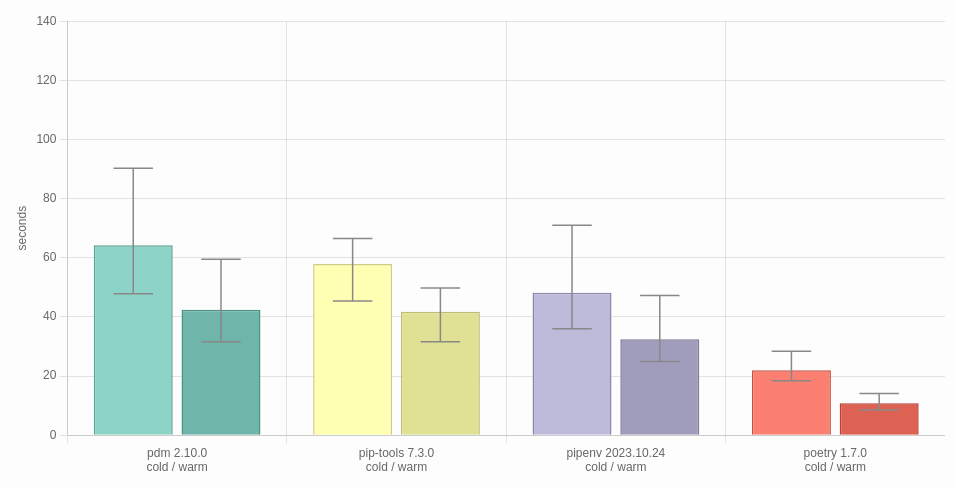 140
120
100
80
60
40
20
0
seconds
pdm 2.10.0
cold / warm
pip-tools 7.3.0
cold / warm
pipenv 2023.10.24
cold / warm
poetry 1.7.0
cold / warm